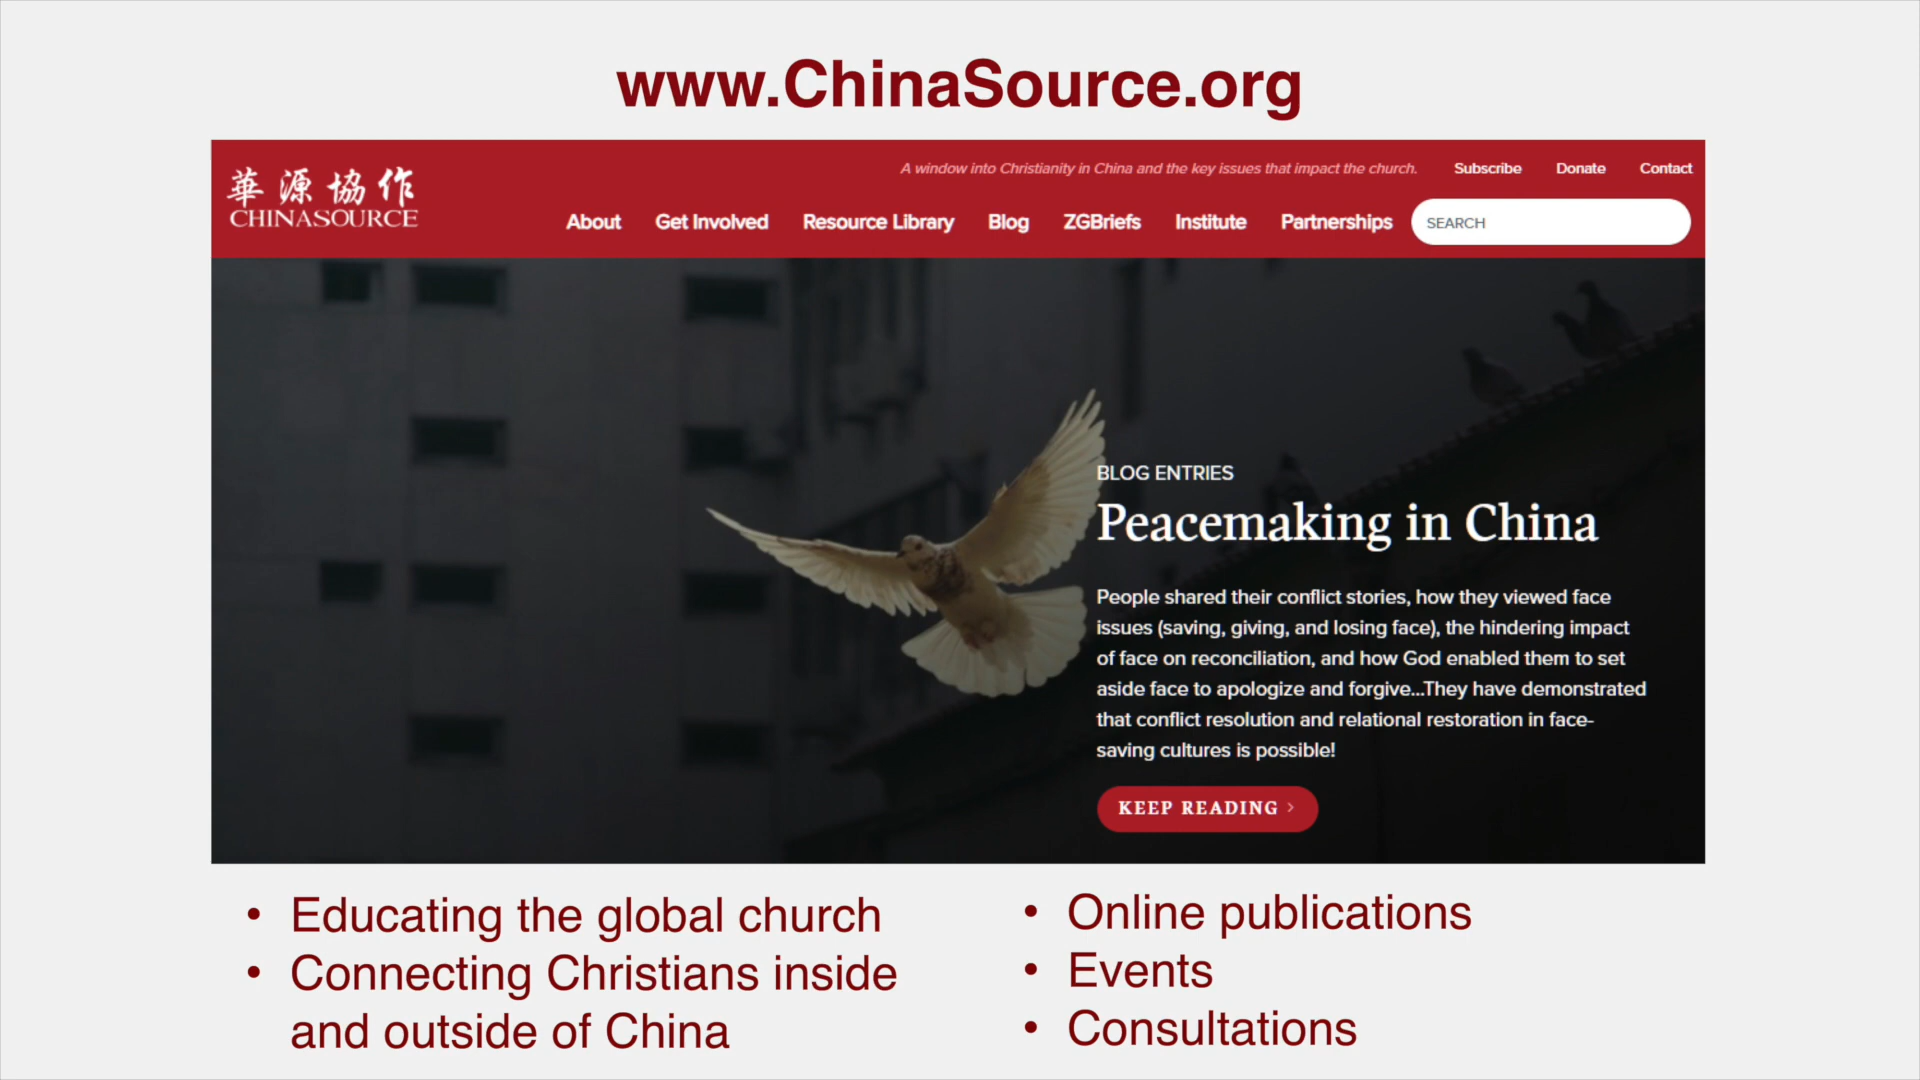 www.ChinaSource.org
華源協作
CHINASOURCE
A window into Christianity in China and the key issues that impact the church.
Subscribe
Donate
Contact
About
Get Involved
Resource Library
Blog
ZGBriefs
Institute
Partnerships
SEARCH
BLOG ENTRIES
Peacemaking in China
People shared their conflict stories, how they viewed face
issues (saving, giving, and losing face), the hindering impact
of face on reconciliation, and how God enabled them to set
aside face to apologize and forgive...They have demonstrated
that conflict resolution and relational restoration in face-
saving cultures is possible!
KEEP READING >
• Educating the global church
• Connecting Christians inside
and outside of China
• Online publications
• Events
• Consultations